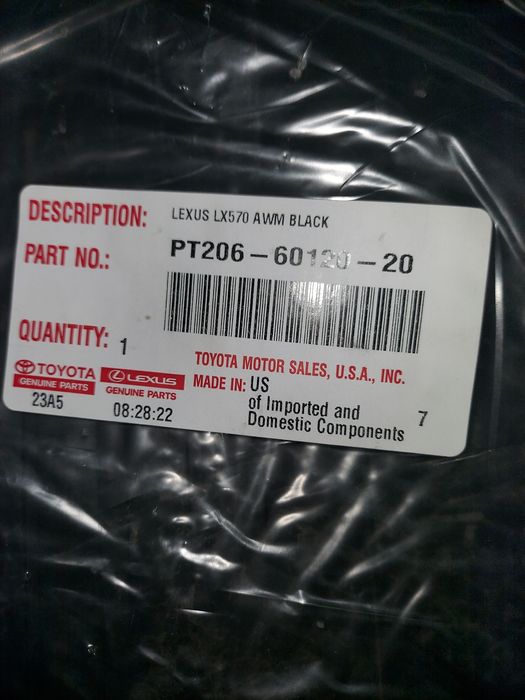 DESCRIPTION: LEXUS LX570 AWM BLACK
PART NO.: PT206-60120-20
QUANTITY: 1
TOYOTA
GENUINE PARTS
LEXUS
GENUINE PARTS
23A5
08:28:22
TOYOTA MOTOR SALES, U.S.A., INC.
MADE IN: US
of Imported and
Domestic Components
7